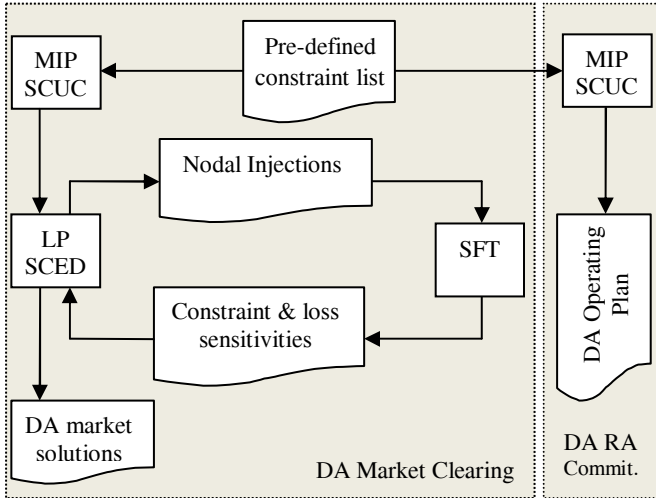 MIP
SCUC
Pre-defined
constraint list
MIP
SCUC
Nodal Injections
LP
SCED
SFT
Constraint & loss
sensitivities
DA Operating
Plan
DA market
solutions
DA Market Clearing
DA RA
Commit.